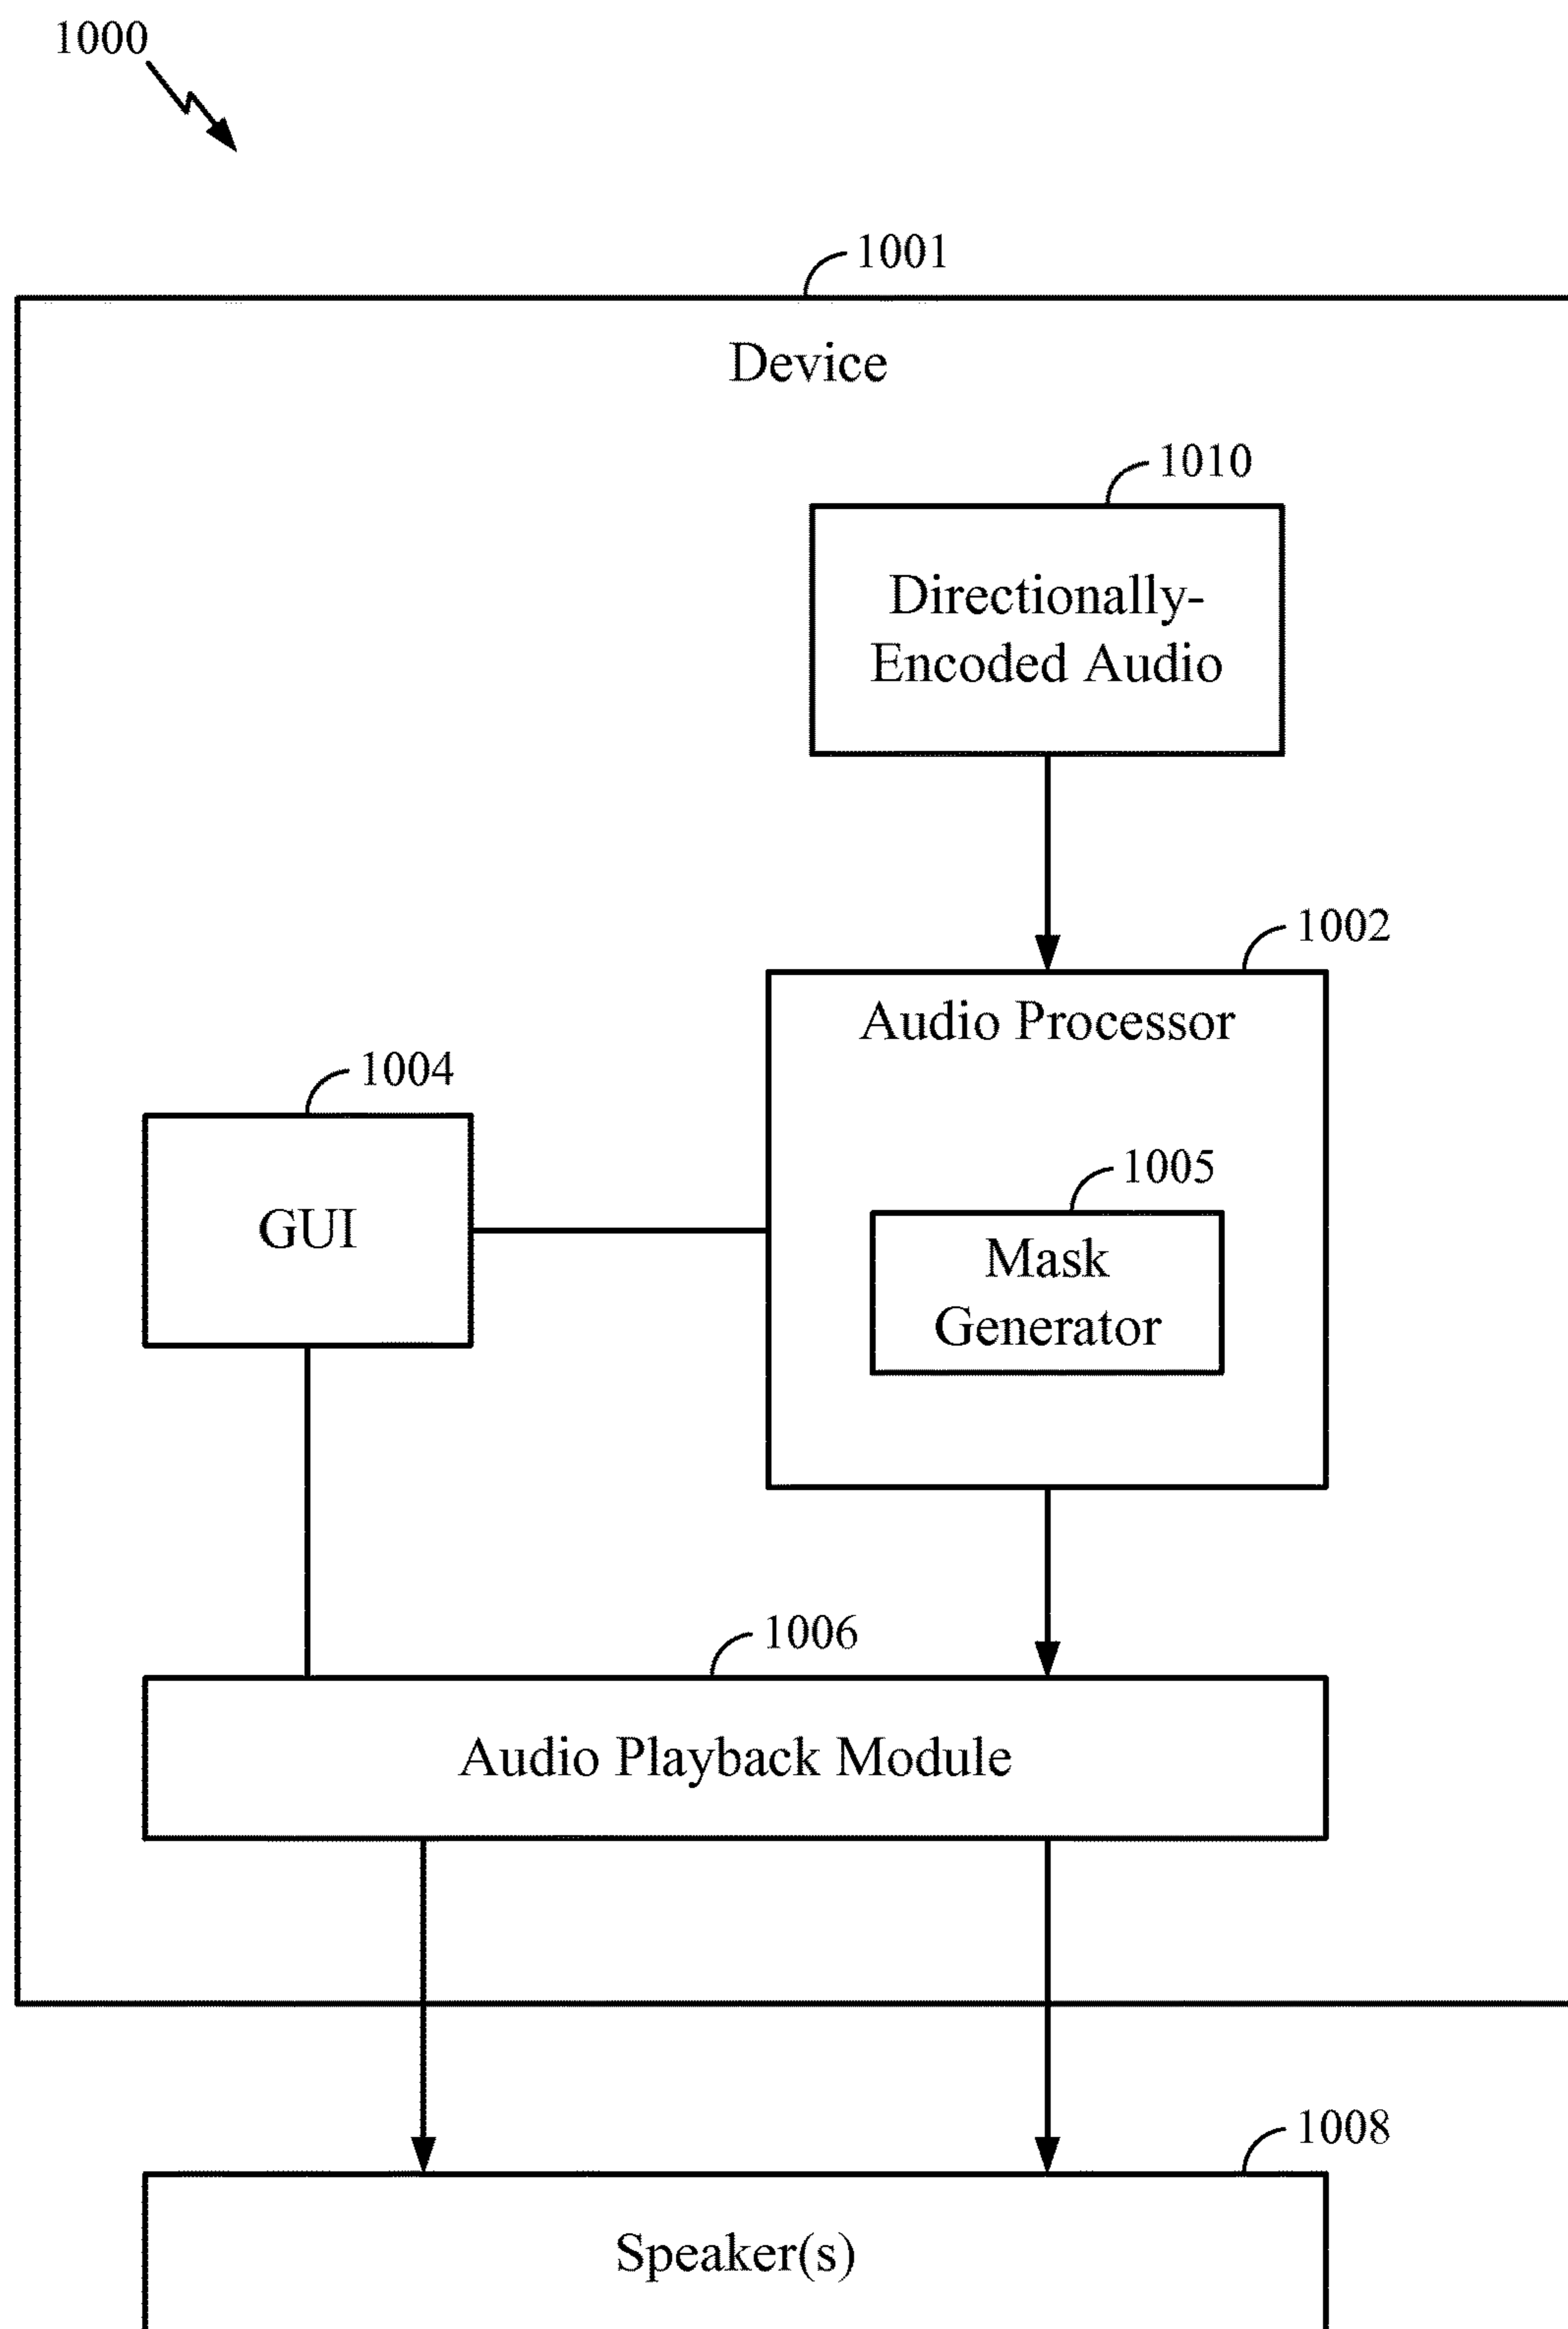 1000
1001
Device
1010
Directionally-
Encoded Audio
1002
Audio Processor
1004
GUI
1005
Mask
Generator
1006
Audio Playback Module
1008
Speaker(s)